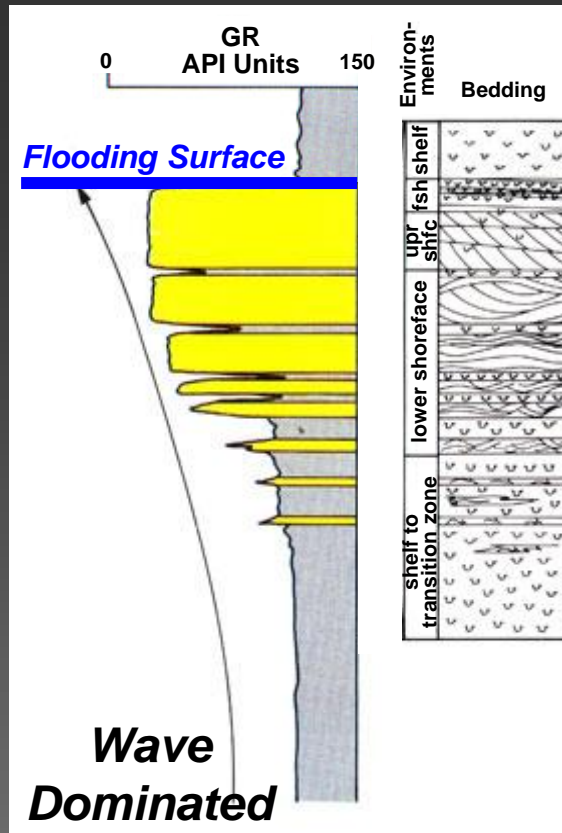 GR
API Units
0
150
Flooding Surface
Wave
Dominated
Environ-
ments
Bedding
shelf
fsh
upr
shfc
lower shoreface
shelf to
transition zone